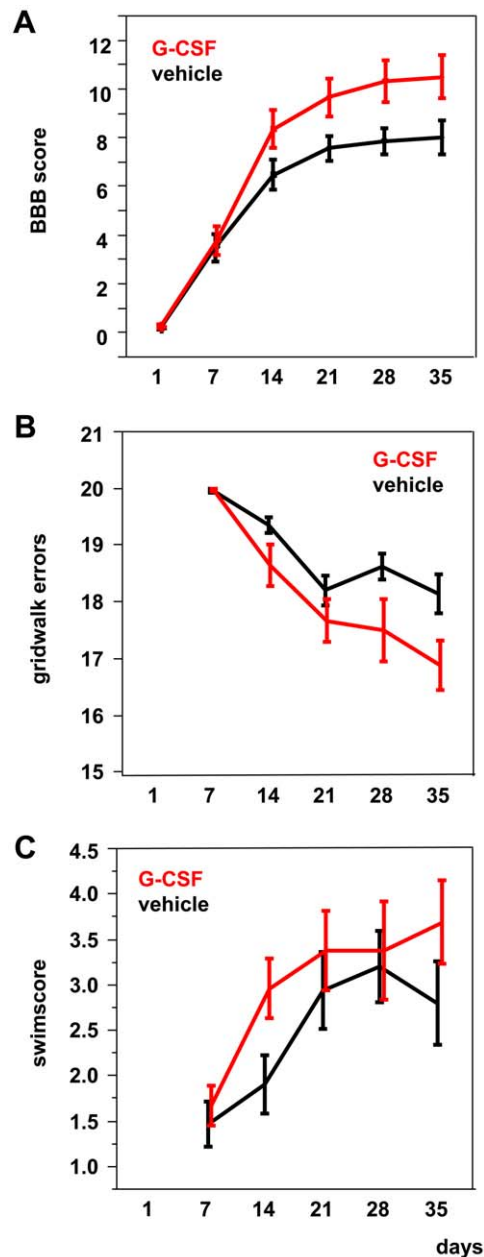 A
G-CSF
vehicle
BBB score
12
10
8
6
4
2
0
1 7 14 21 28 35
B
G-CSF
vehicle
gridwalk errors
21
20
19
18
17
16
15
1 7 14 21 28 35
C
G-CSF
vehicle
swimscore
4.5
4.0
3.5
3.0
2.5
2.0
1.5
1.0
1 7 14 21 28 35
days